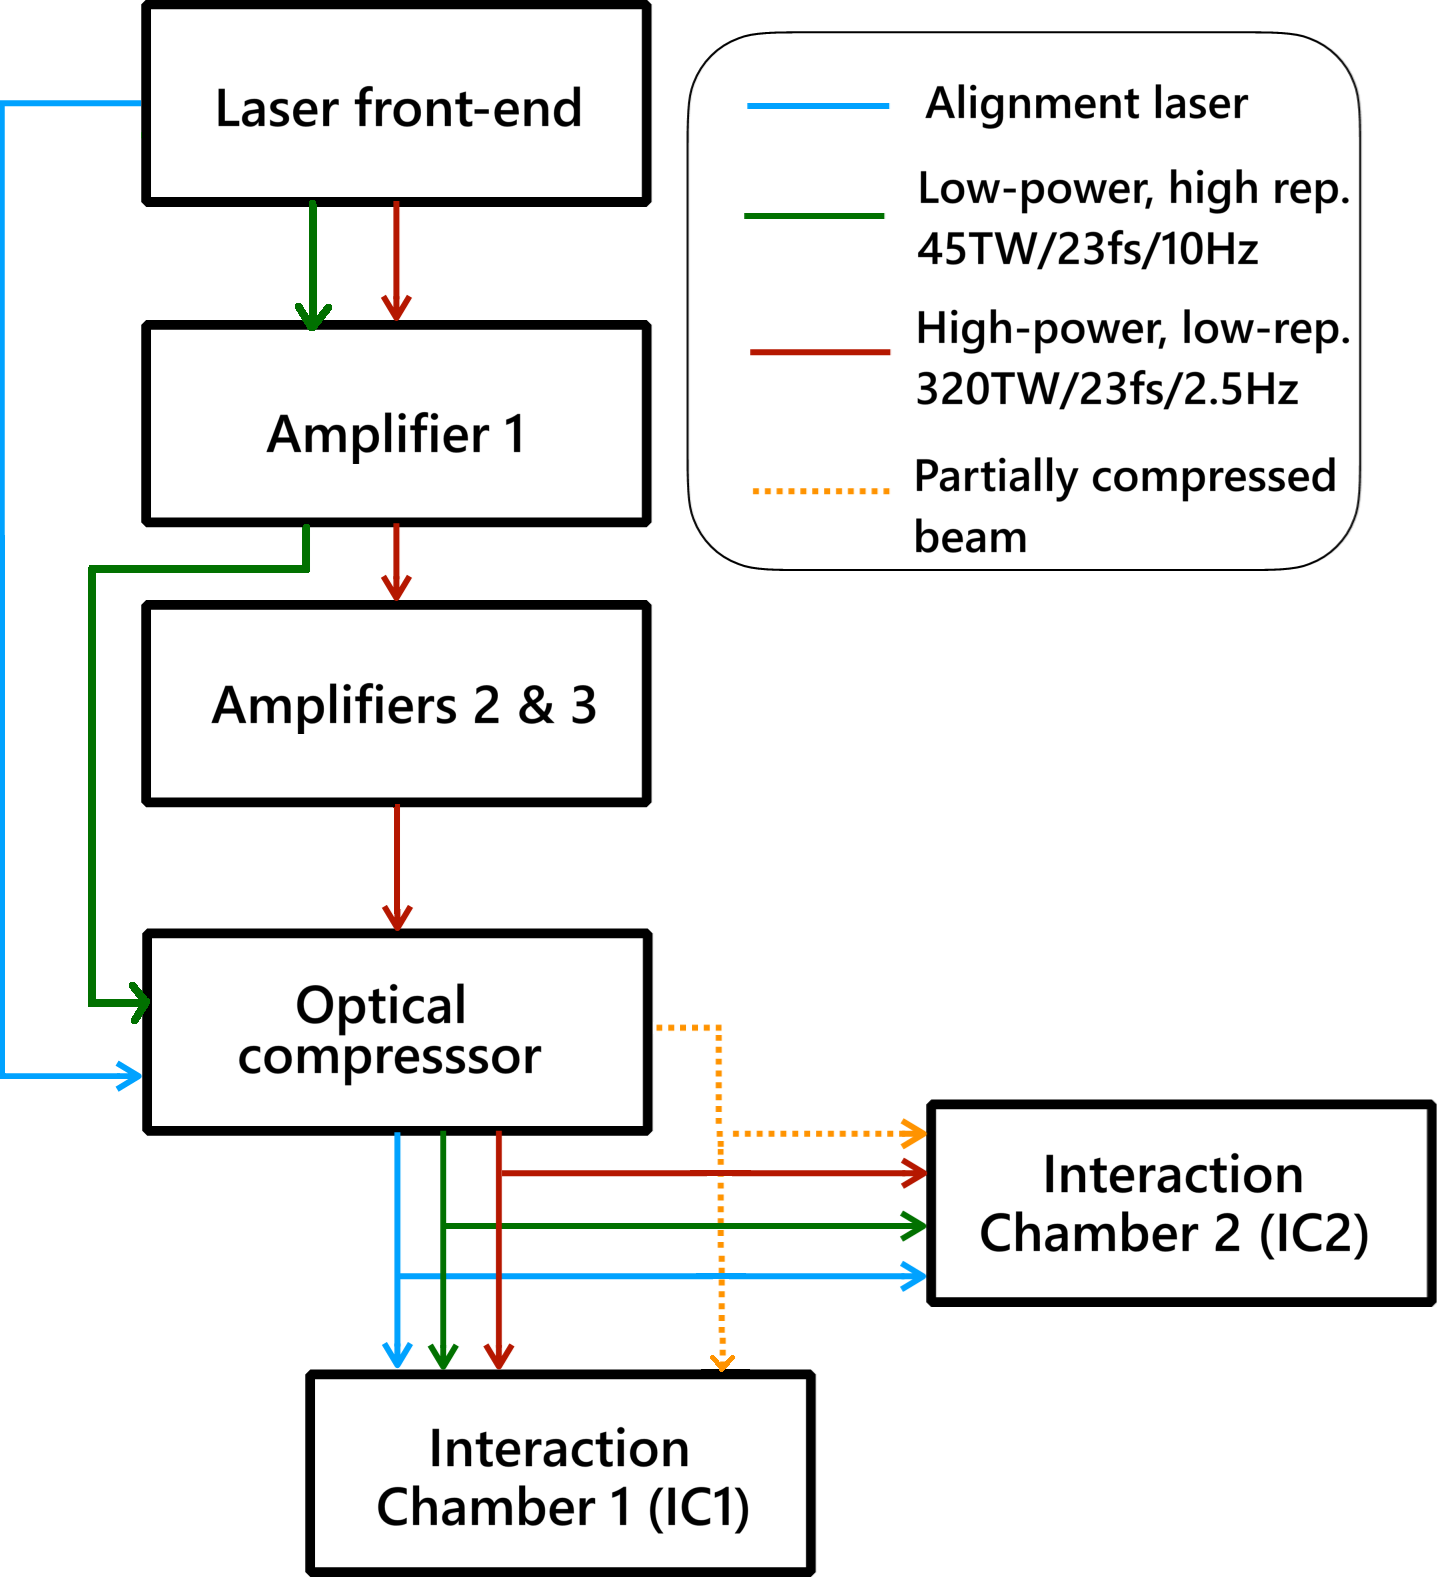 Laser front-end
Alignment laser
Low-power, high rep.
45TW/23fs/10Hz
High-power, low-rep.
320TW/23fs/2.5Hz
Partially compressed
beam
Amplifier 1
Amplifiers 2 & 3
Optical
compresssor
Interaction
Chamber 2 (IC2)
Interaction
Chamber 1 (IC1)